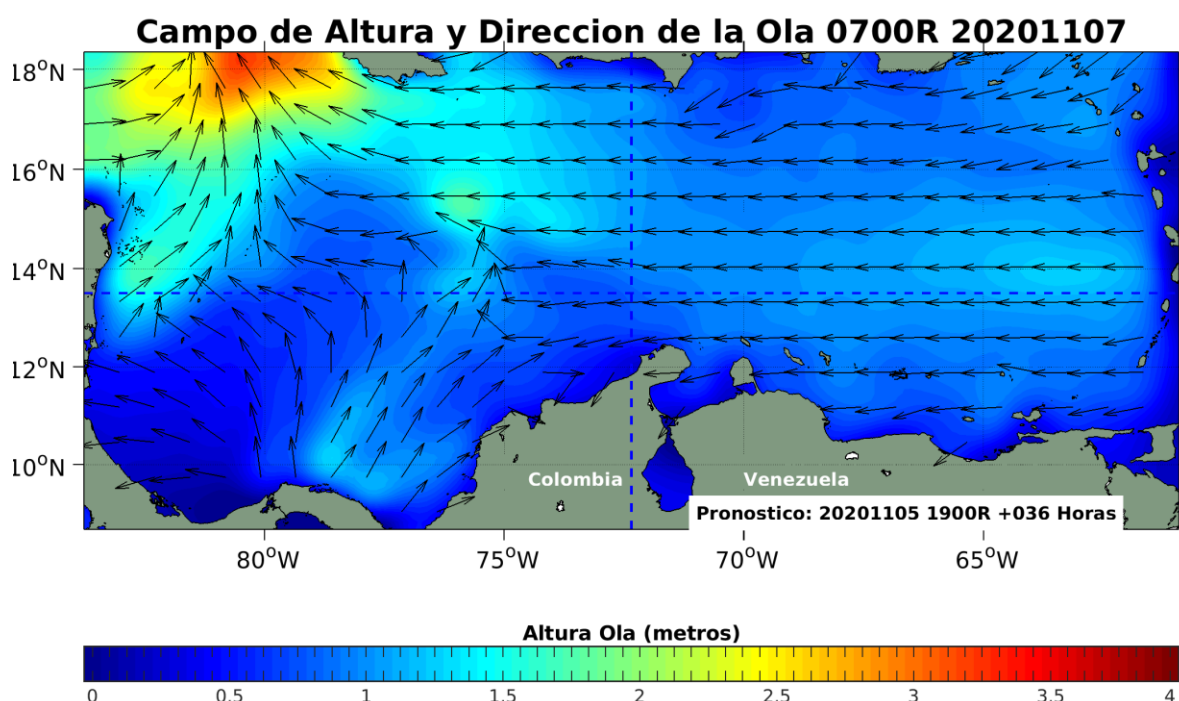 Campo de Altura y Direccion de la Ola 0700R 20201107
18°N
16°N
14°N
12°N
10°N
Colombia
Venezuela
Pronostico: 20201105 1900R +036 Horas
80°W 75°W 70°W 65°W
Altura Ola (metros)
0 0.5 1 1.5 2 2.5 3 3.5 4